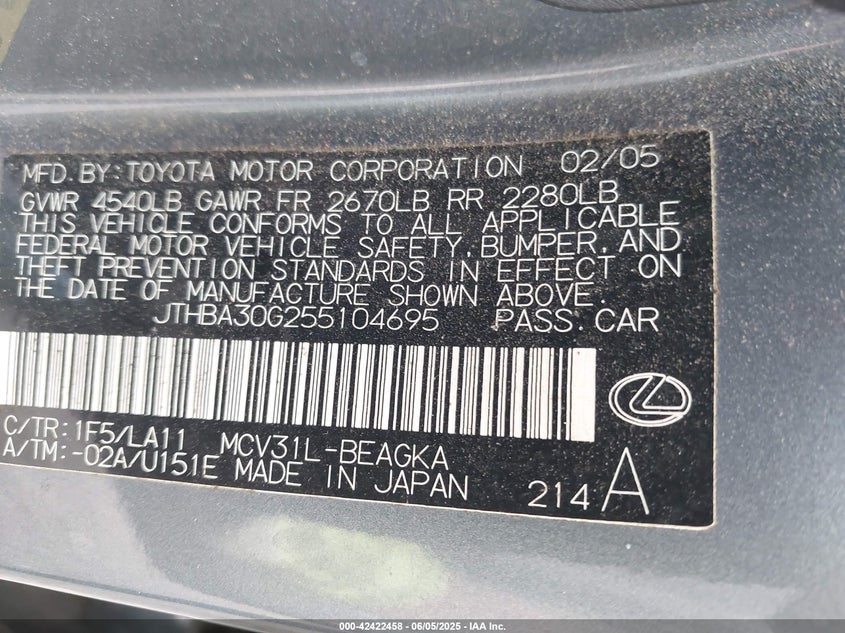 MFD.BY:TOYOTA MOTOR CORPORATION 02/05
GVWR 4540LB GAWR FR 2670LB RR 2280LB
THIS VEHICLE CONFORMS TO ALL APPLICABLE
FEDERAL MOTOR VEHICLE SAFETY,BUMPER,AND
THEFT PREVENTION STANDARDS IN EFFECT ON
THE DATE OF MANUFACTURE SHOWN ABOVE.
JTHBA30G255104695 PASS.CAR
C/TR:1F5/LA11 MCV31L-BEAGKA
A/TM:-02A/U151E MADE IN JAPAN 214 A
000-42422458 - 06/05/2025 - IAA Inc.